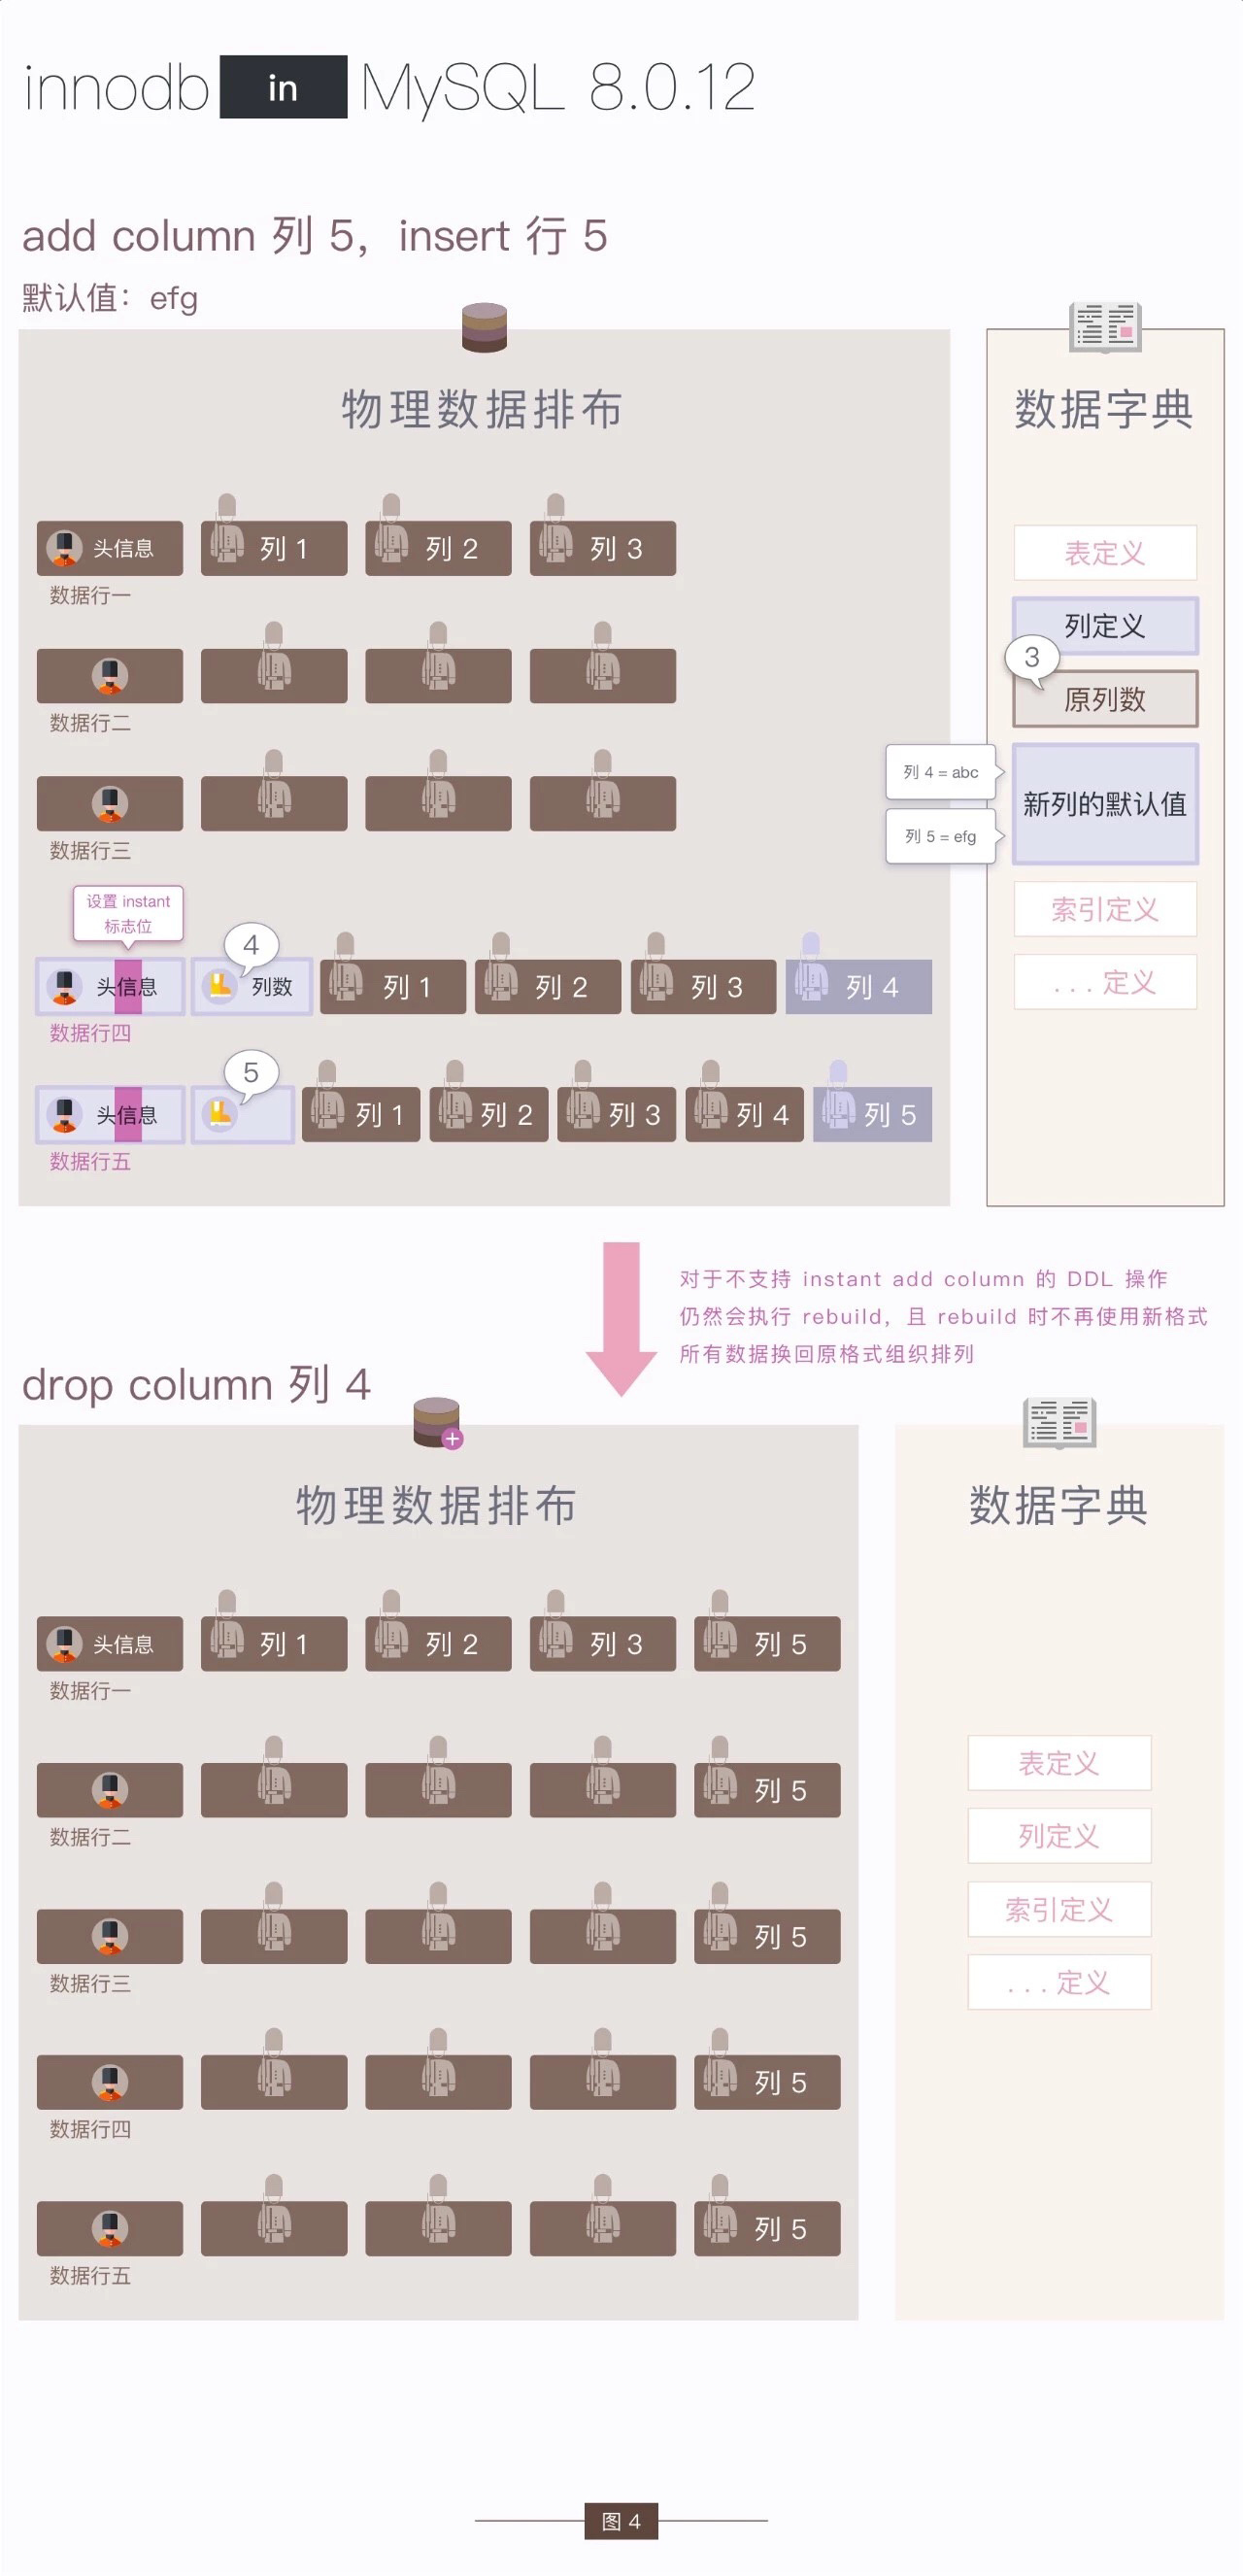 innodb in MySQL 8.0.12
add column 列 5，insert 行 5
默认值：efg
物理数据排布
数据字典
头信息 列 1 列 2 列 3
数据行一
数据行二
数据行三
设置 instant
标志位
头信息 4 列数 列 1 列 2 列 3 列 4
数据行四
头信息 5 列 1 列 2 列 3 列 4 列 5
数据行五
表定义
列定义
3
原列数
列 4 = abc
新列的默认值
列 5 = efg
索引定义
. . . 定义
对于不支持 instant add column 的 DDL 操作
仍然会执行 rebuild，且 rebuild 时不再使用新格式
所有数据换回原格式组织排列
drop column 列 4
物理数据排布
数据字典
头信息 列 1 列 2 列 3 列 5
数据行一
列 5
数据行二
列 5
数据行三
列 5
数据行四
列 5
数据行五
表定义
列定义
索引定义
. . . 定义
图 4